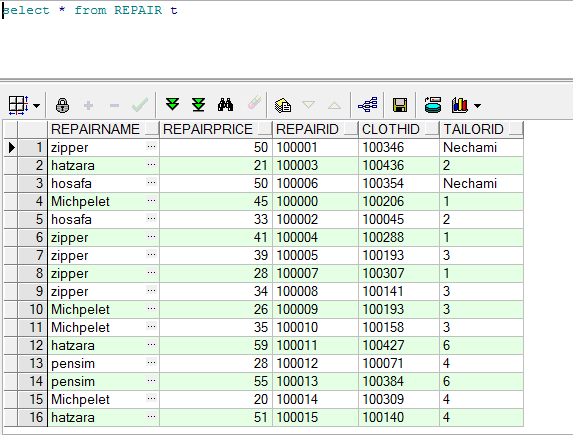 select * from REPAIR t
REPAIRNAME REPAIRPRICE REPAIRID CLOTHID TAILORID
1 zipper ... 50 100001 100346 Nechami
2 hatzara ... 21 100003 100436 2
3 hosafa ... 50 100006 100354 Nechami
4 Michpelet ... 45 100000 100206 1
5 hosafa ... 33 100002 100045 2
6 zipper ... 41 100004 100288 1
7 zipper ... 39 100005 100193 3
8 zipper ... 28 100007 100307 1
9 zipper ... 34 100008 100141 3
10 Michpelet ... 26 100009 100193 3
11 Michpelet ... 35 100010 100158 3
12 hatzara ... 59 100011 100427 6
13 pensim ... 28 100012 100071 4
14 pensim ... 55 100013 100384 6
15 Michpelet ... 20 100014 100309 4
16 hatzara ... 51 100015 100140 4